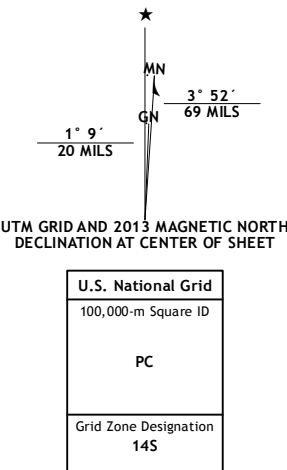 MN
3° 52´
69 MILS
GN
1° 9´
20 MILS
UTM GRID AND 2013 MAGNETIC NORTH
DECLINATION AT CENTER OF SHEET
U.S. National Grid
100,000-m Square ID
PC
Grid Zone Designation
14S